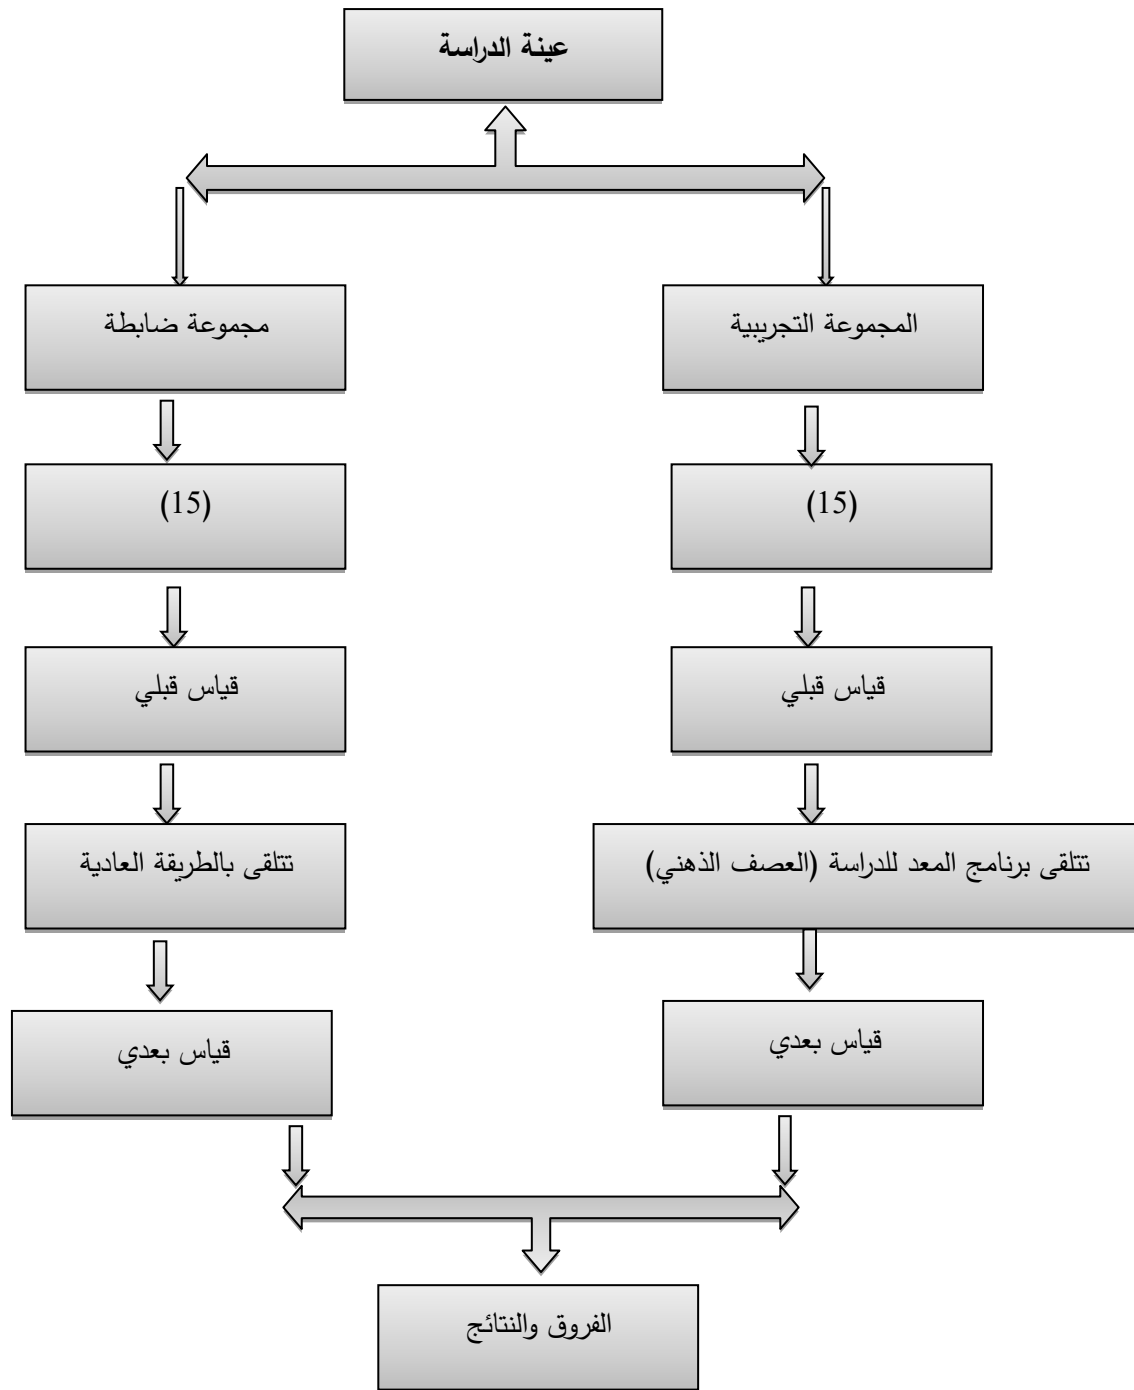 عينة الدراسة
المجموعة التجريبية
مجموعة ضابطة
(15)
(15)
قياس قبلي
قياس قبلي
تتلقى برنامج المعد للدراسة (العصف الذهني)
تتلقى بالطريقة العادية
قياس بعدي
قياس بعدي
الفروق والنتائج